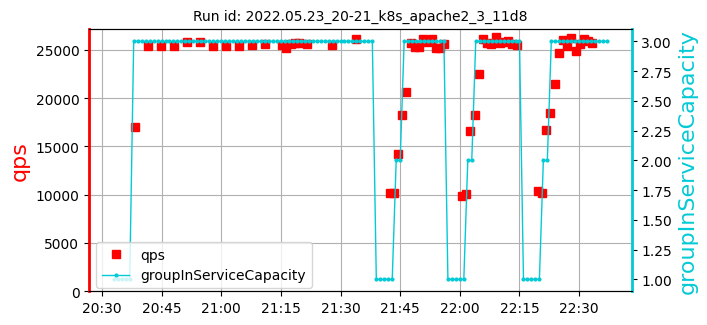 Run id: 2022.05.23_20-21_k8s_apache2_3_11d8
25000
20000
15000
10000
5000
0
qps
3.00
2.75
2.50
2.25
2.00
1.75
1.50
1.25
1.00
groupInServiceCapacity
qps
groupInServiceCapacity
20:30 20:45 21:00 21:15 21:30 21:45 22:00 22:15 22:30